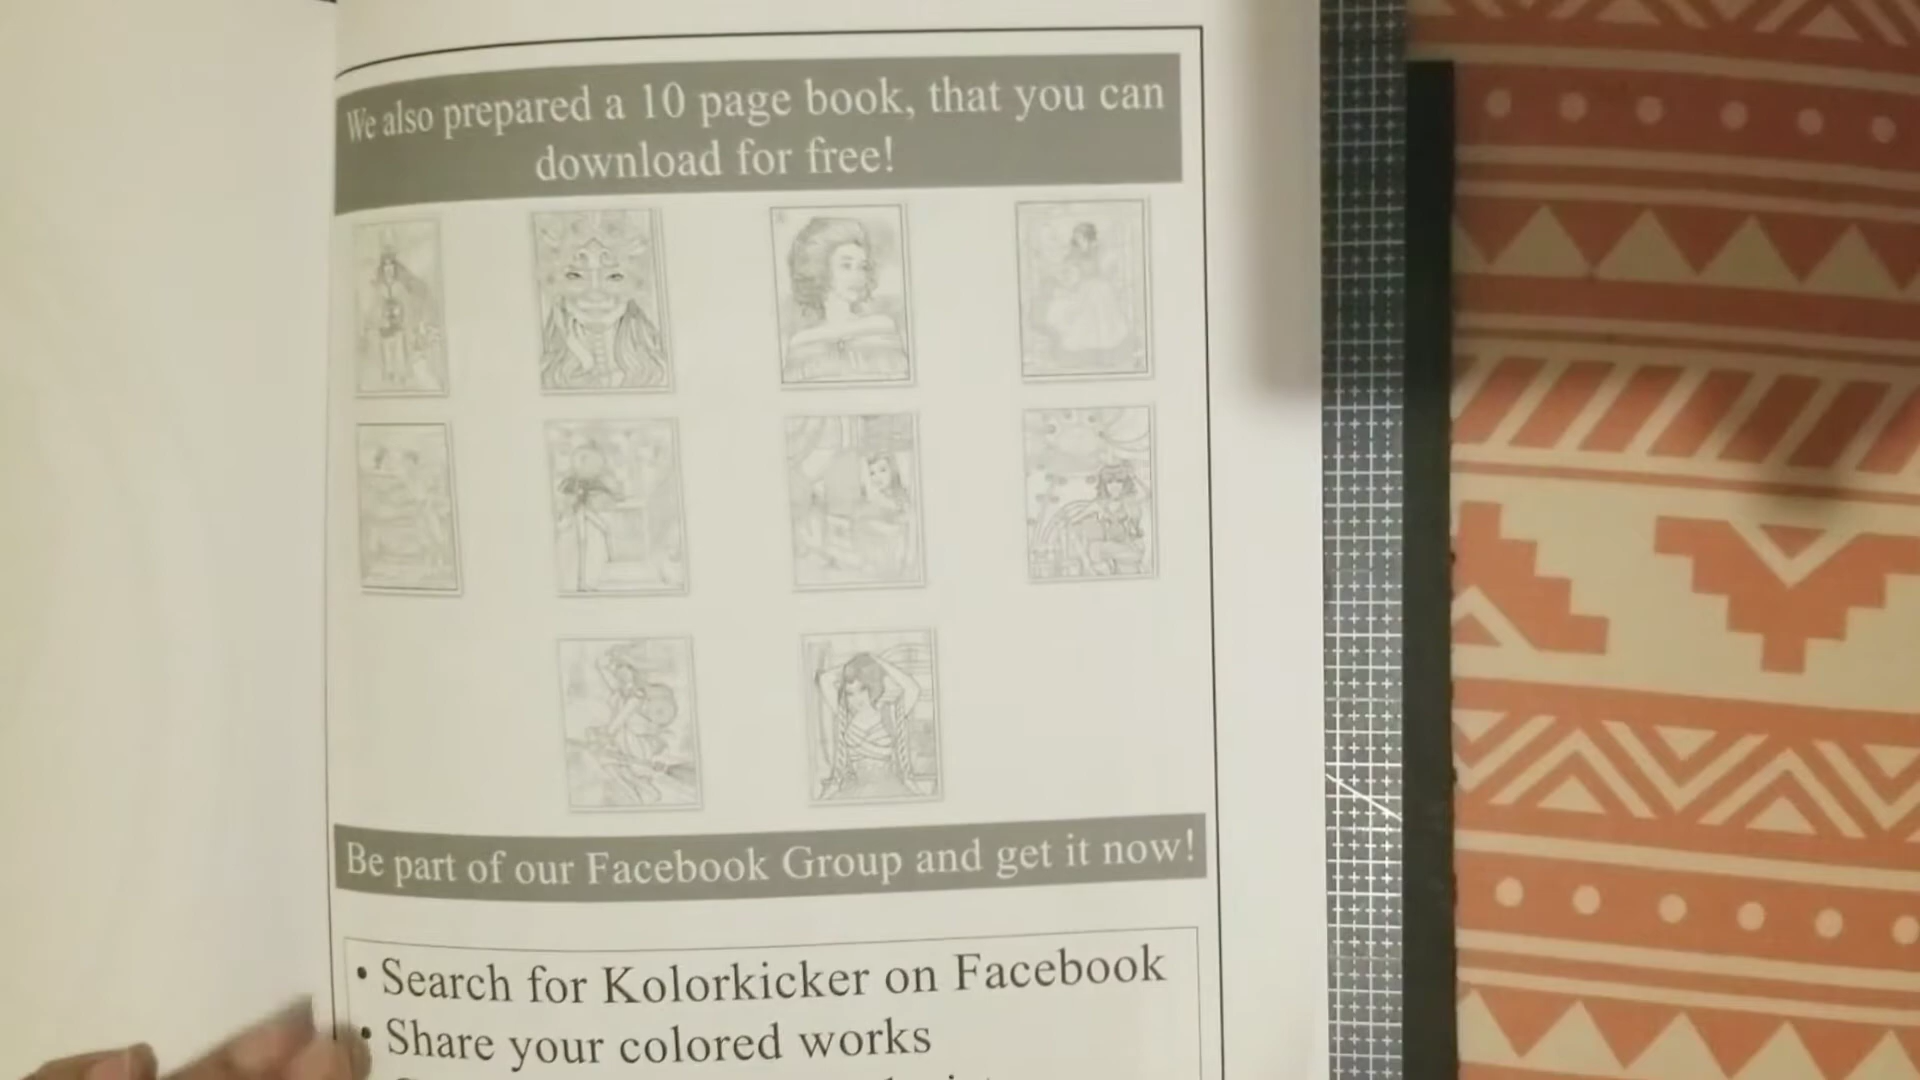 We also prepared a 10 page book, that you can
download for free!
Be part of our Facebook Group and get it now!
• Search for Kolorkicker on Facebook
• Share your colored works